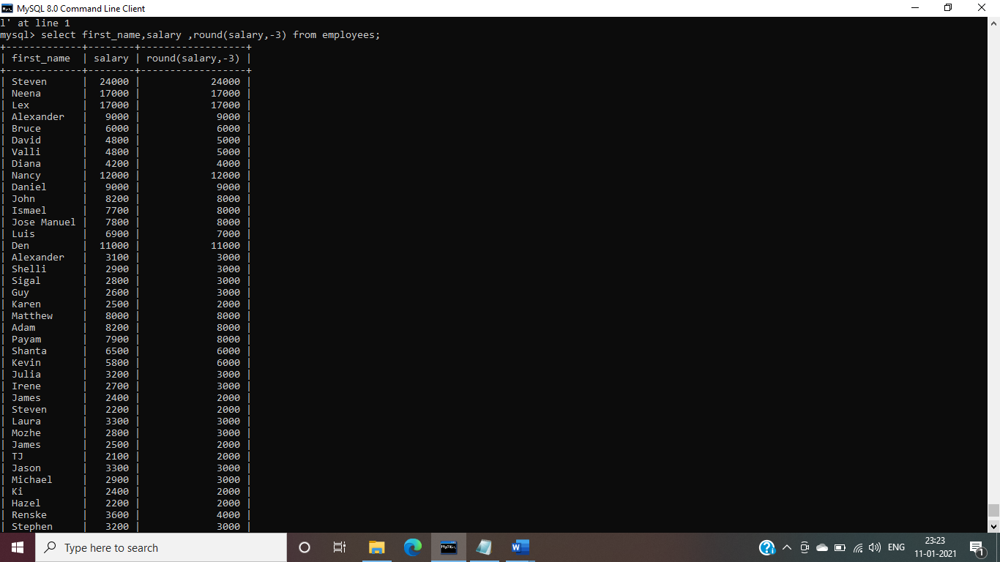 MySQL 8.0 Command Line Client
l' at line 1
mysql> select first_name,salary ,round(salary,-3) from employees;
+-------------+--------+------------------+
| first_name  | salary | round(salary,-3) |
+-------------+--------+------------------+
| Steven      |  24000 |            24000 |
| Neena       |  17000 |            17000 |
| Lex         |  17000 |            17000 |
| Alexander   |   9000 |             9000 |
| Bruce       |   6000 |             6000 |
| David       |   4800 |             5000 |
| Valli       |   4800 |             5000 |
| Diana       |   4200 |             4000 |
| Nancy       |  12000 |            12000 |
| Daniel      |   9000 |             9000 |
| John        |   8200 |             8000 |
| Ismael      |   7700 |             8000 |
| Jose Manuel |   7800 |             8000 |
| Luis        |   6900 |             7000 |
| Den         |  11000 |            11000 |
| Alexander   |   3100 |             3000 |
| Shelli      |   2900 |             3000 |
| Sigal       |   2800 |             3000 |
| Guy         |   2600 |             3000 |
| Karen       |   2500 |             2000 |
| Matthew     |   8000 |             8000 |
| Adam        |   8200 |             8000 |
| Payam       |   7900 |             8000 |
| Shanta      |   6500 |             6000 |
| Kevin       |   5800 |             6000 |
| Julia       |   3200 |             3000 |
| Irene       |   2700 |             3000 |
| James       |   2400 |             2000 |
| Steven      |   2200 |             2000 |
| Laura       |   3300 |             3000 |
| Mozhe       |   2800 |             3000 |
| James       |   2500 |             2000 |
| TJ          |   2100 |             2000 |
| Jason       |   3300 |             3000 |
| Michael     |   2900 |             3000 |
| Ki          |   2400 |             2000 |
| Hazel       |   2200 |             2000 |
| Renske      |   3600 |             4000 |
| Stephen     |   3200 |             3000 |
Type here to search
ENG
23:23
11-01-2021
1